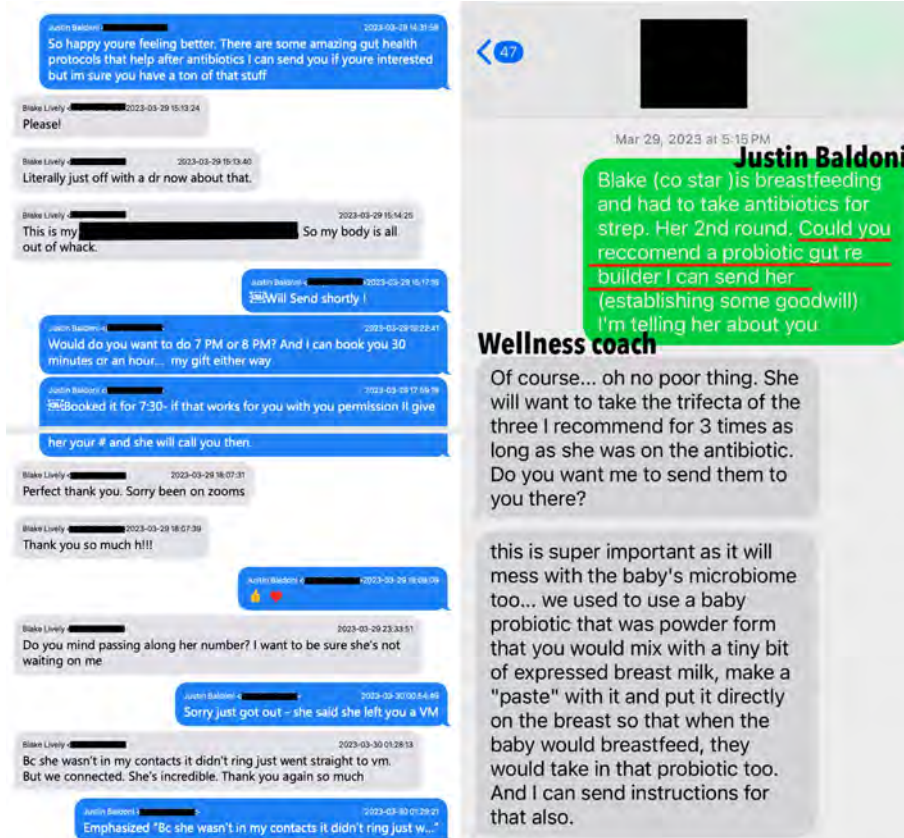 Justin Baldoni < 2023-03-29 14:31:58
So happy youre feeling better. There are some amazing gut health
protocols that help after antibiotics I can send you if youre interested
but im sure you have a ton of that stuff
Blake Lively < 2023-03-29 15:13:24
Please!
Blake Lively < 2023-03-29 15:13:40
Literally just off with a dr now about that.
Blake Lively < 2023-03-29 15:14:25
This is my So my body is all
out of whack.
Justin Baldoni < 2023-03-29 15:17:18
Will Send shortly !
Justin Baldoni <
Would do you want to do 7 PM or 8 PM? And I can book you 30
minutes or an hour... my gift either way
Justin Baldoni < 2023-03-29 17:59:19
Booked it for 7:30- if that works for you with you permission Il give
her your # and she will call you then.
Blake Lively < 2023-03-29 18:07:31
Perfect thank you. Sorry been on zooms
Blake Lively < 2023-03-29 18:07:39
Thank you so much h!!!
Justin Baldoni < 2023-03-29 18:09:09
👍 ❤️
Blake Lively < 2023-03-29 23:33:51
Do you mind passing along her number? I want to be sure she's not
waiting on me
Justin Baldoni < 2023-03-30 00:54:49
Sorry just got out – she said she left you a VM
Blake Lively < 2023-03-30 01:28:13
Bc she wasn't in my contacts it didn't ring just went straight to vm.
But we connected. She's incredible. Thank you again so much
Justin Baldoni < > 2023-03-30 01:29:21
Emphasized "Bc she wasn't in my contacts it didn't ring just w..."
47
Mar 29, 2023 at 5:15 PM
Justin Baldoni
Blake (co star )is breastfeeding
and had to take antibiotics for
strep. Her 2nd round. Could you
reccomend a probiotic gut re
builder I can send her
(establishing some goodwill)
I'm telling her about you
Wellness coach
Of course... oh no poor thing. She
will want to take the trifecta of the
three I recommend for 3 times as
long as she was on the antibiotic.
Do you want me to send them to
you there?
this is super important as it will
mess with the baby's microbiome
too... we used to use a baby
probiotic that was powder form
that you would mix with a tiny bit
of expressed breast milk, make a
"paste" with it and put it directly
on the breast so that when the
baby would breastfeed, they
would take in that probiotic too.
And I can send instructions for
that also.